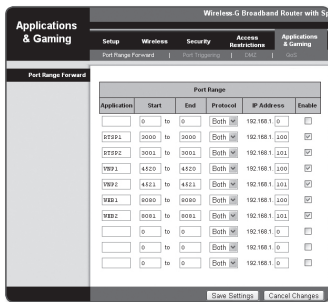 Wireless-G Broadband Router with Sp
Applications & Gaming
Setup Wireless Security Access Restrictions Applications & Gaming
Port Range Forward | Port Triggering | DMZ | QoS
Port Range Forward
Port Range
Application Start End Protocol IP Address Enable
0 to 0 Both 192.168.1. 0
RTSP1 3000 to 3000 Both 192.168.1. 100
RTSP2 3001 to 3001 Both 192.168.1. 101
VNP1 4520 to 4520 Both 192.168.1. 100
VNP2 4521 to 4521 Both 192.168.1. 101
WEB1 8080 to 8080 Both 192.168.1. 100
WEB2 8081 to 8081 Both 192.168.1. 101
0 to 0 Both 192.168.1. 0
0 to 0 Both 192.168.1. 0
0 to 0 Both 192.168.1. 0
Save Settings Cancel Changes